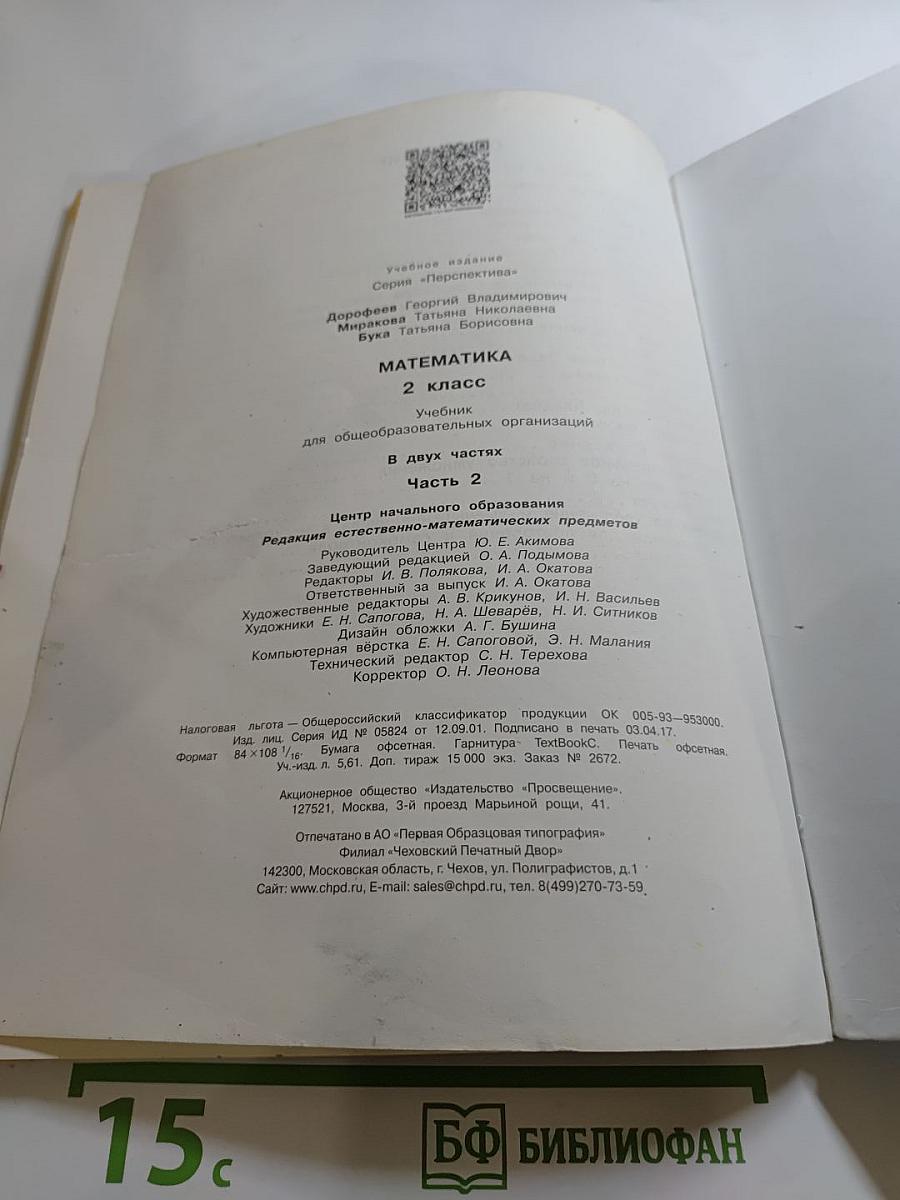 Учебное издание
Серия «Перспектива»
Дорофеев Георгий Владимирович
Миракова Татьяна Николаевна
Бука Татьяна Борисовна
МАТЕМАТИКА
2 класс
Учебник
для общеобразовательных организаций
В двух частях
Часть 2
Центр начального образования
Редакция естественно-математических предметов
Руководитель Центра Ю. Е. Акимова
Заведующий редакцией О. А. Подымова
Редакторы И. В. Полякова, И. А. Окатова
Ответственный за выпуск И. А. Окатова
Художественные редакторы А. В. Крикунов, И. Н. Васильев
Художники Е. Н. Сапогова, Н. А. Шеварёв, Н. И. Ситников
Дизайн обложки А. Г. Бушина
Компьютерная вёрстка Е. Н. Сапоговой, Э. Н. Малания
Технический редактор С. Н. Терехова
Корректор О. Н. Леонова
Налоговая льгота — Общероссийский классификатор продукции ОК 005-93—953000.
Изд. лиц. Серия ИД № 05824 от 12.09.01. Подписано в печать 03.04.17.
Формат 84×108 1/16. Бумага офсетная. Гарнитура TextBookC. Печать офсетная.
Уч.-изд. л. 5,61. Доп. тираж 15 000 экз. Заказ № 2672.
Акционерное общество «Издательство «Просвещение».
127521, Москва, 3-й проезд Марьиной рощи, 41.
Отпечатано в АО «Первая Образцовая типография»
Филиал «Чеховский Печатный Двор»
142300, Московская область, г. Чехов, ул. Полиграфистов, д.1
Сайт: www.chpd.ru, E-mail: sales@chpd.ru, тел. 8(499)270-73-59
15 с
БФ БИБЛИОФАН